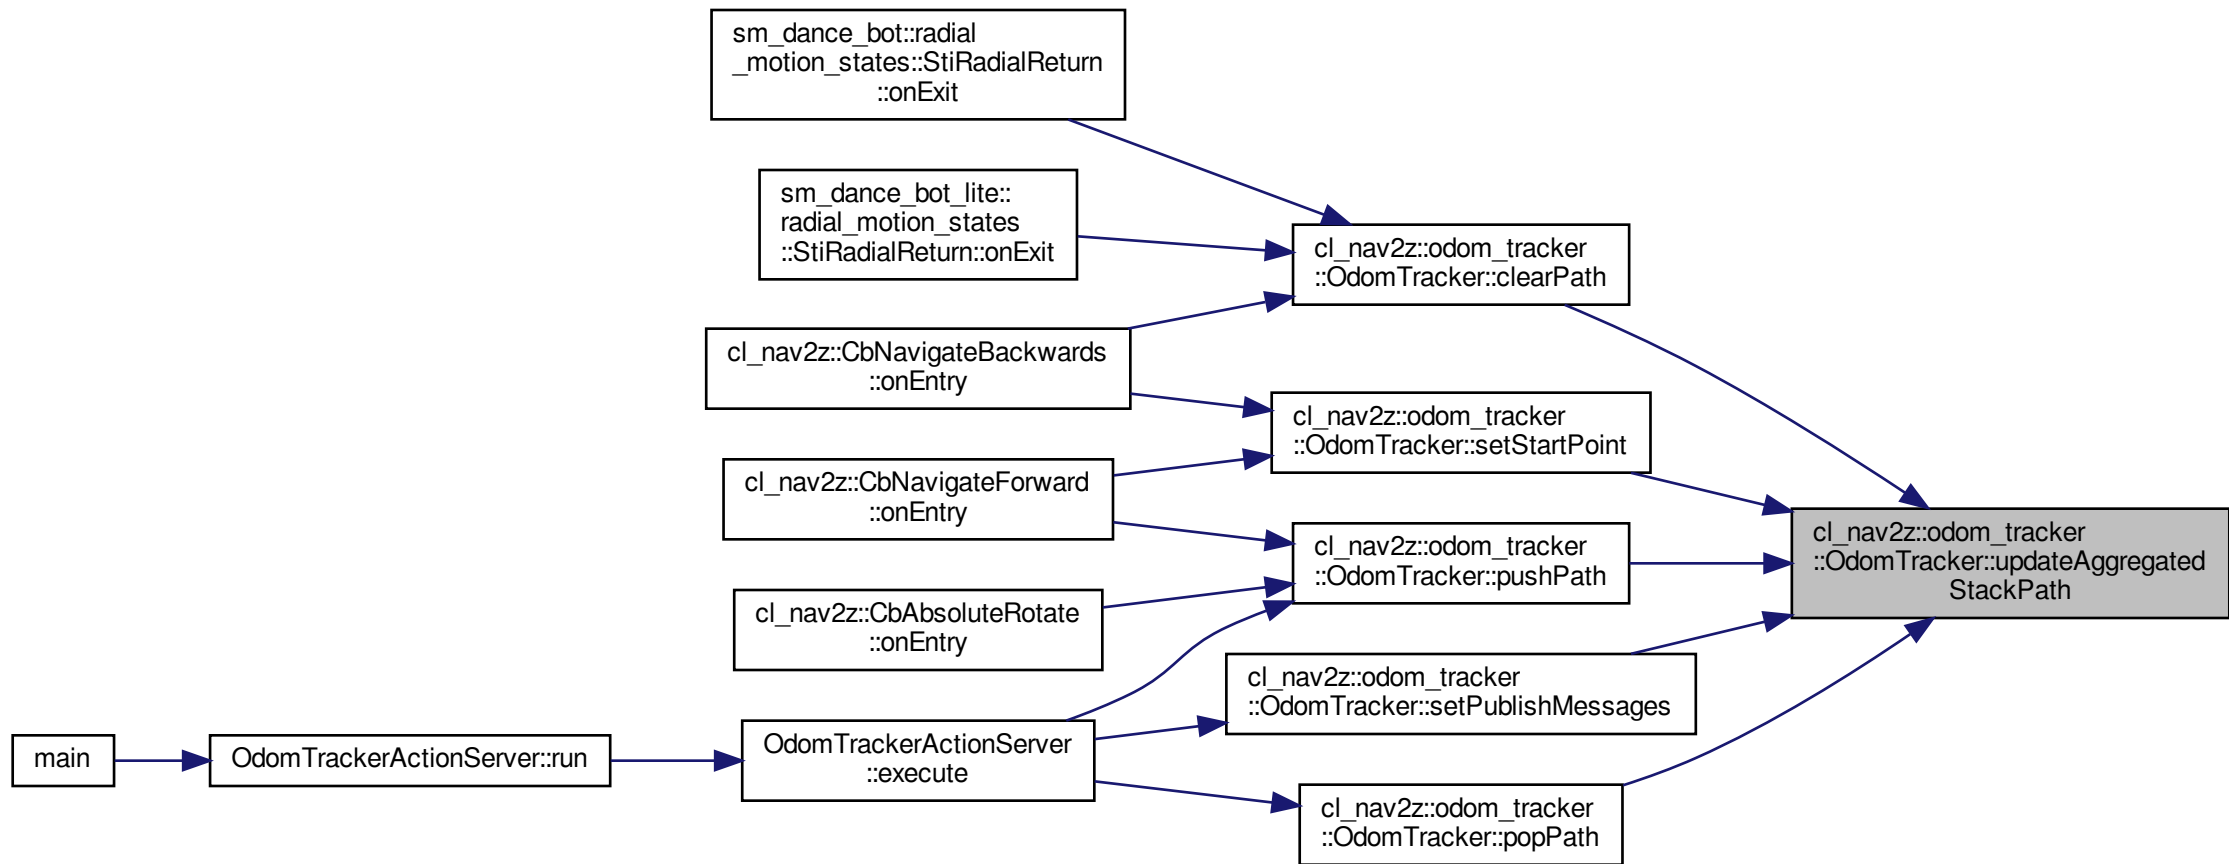 sm_dance_bot::radial
_motion_states::StiRadialReturn
::onExit
sm_dance_bot_lite::
radial_motion_states
::StiRadialReturn::onExit
cl_nav2z::odom_tracker
::OdomTracker::clearPath
cl_nav2z::CbNavigateBackwards
::onEntry
cl_nav2z::odom_tracker
::OdomTracker::setStartPoint
cl_nav2z::CbNavigateForward
::onEntry
cl_nav2z::odom_tracker
::OdomTracker::pushPath
cl_nav2z::odom_tracker
::OdomTracker::updateAggregated
StackPath
cl_nav2z::CbAbsoluteRotate
::onEntry
cl_nav2z::odom_tracker
::OdomTracker::setPublishMessages
main
OdomTrackerActionServer::run
OdomTrackerActionServer
::execute
cl_nav2z::odom_tracker
::OdomTracker::popPath